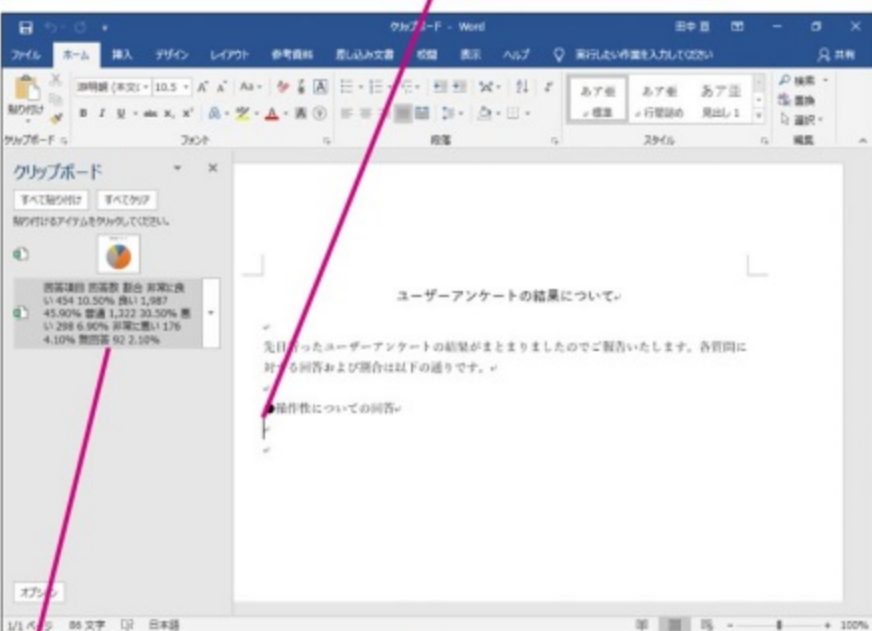 クリップボード - Word
田中 亘
ファイル ホーム 挿入 デザイン レイアウト 参考資料 差し込み文書 校閲 表示 ヘルプ 実行したい作業を入力してください 共有
貼り付け
游明朝 (本文( 10.5
あア亜 あア亜 あア亜
標準 行間詰め 見出し 1
検索
置換
選択
クリップボード フォント 段落 スタイル 編集
クリップボード
すべて貼り付け すべてクリア
貼り付けるアイテムをクリックしてください。
回答項目 回答数 割合 非常に良
い 454 10.50% 良い 1,987
45.90% 普通 1,322 30.50% 悪
い 298 6.90% 非常に悪い 176
4.10% 無回答 92 2.10%
ユーザーアンケートの結果について
先日行ったユーザーアンケートの結果がまとまりましたのでご報告いたします。各質問に
対する回答および割合は以下の通りです。
●操作性についての回答
オプション
1/1 ページ 86 文字 日本語
100%